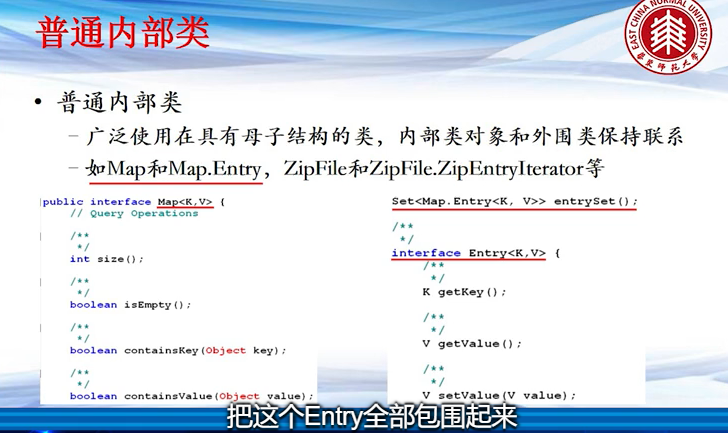 普通内部类
EAST CHINA NORMAL UNIVERSITY
华东师范大学
• 普通内部类
– 广泛使用在具有母子结构的类，内部类对象和外围类保持联系
– 如Map和Map.Entry，ZipFile和ZipFile.ZipEntryIterator等
public interface Map<K,V> {
// Query Operations
/**
*/
int size();
/**
*/
boolean isEmpty();
/**
*/
boolean containsKey(Object key);
/**
*/
boolean containsValue(Object value);
Set<Map.Entry<K, V>> entrySet();
/**
*/
interface Entry<K,V> {
/**
*/
K getKey();
/**
*/
V getValue();
/**
*/
V setValue(V value);
把这个Entry全部包围起来